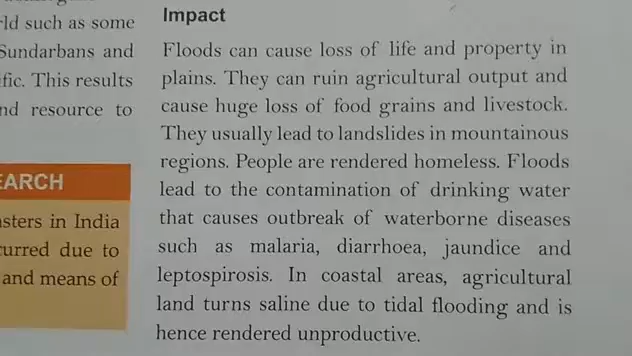 rld such as some
Sundarbans and
ific. This results
nd resource to
EARCH
asters in India
curred due to
and means of
Impact
Floods can cause loss of life and property in
plains. They can ruin agricultural output and
cause huge loss of food grains and livestock.
They usually lead to landslides in mountainous
regions. People are rendered homeless. Floods
lead to the contamination of drinking water
that causes outbreak of waterborne diseases
such as malaria, diarrhoea, jaundice and
leptospirosis. In coastal areas, agricultural
land turns saline due to tidal flooding and is
hence rendered unproductive.